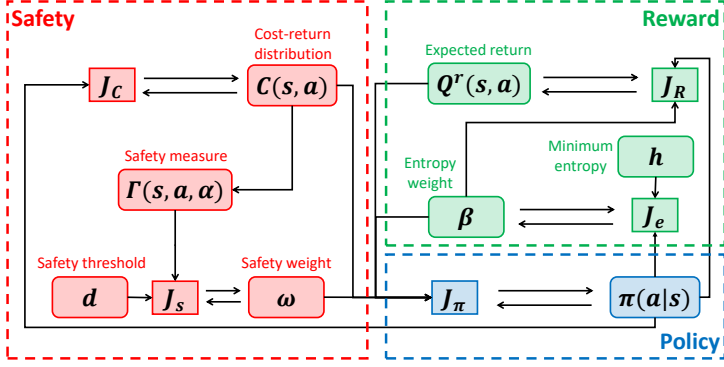 Safety
Cost-return
distribution
J_C
C(s, a)
Safety measure
Γ(s, a, α)
Safety threshold
d
J_s
Safety weight
ω
Reward
Expected return
Q^r(s, a)
J_R
Minimum
entropy
h
Entropy
weight
β
J_e
J_π
π(a|s)
Policy